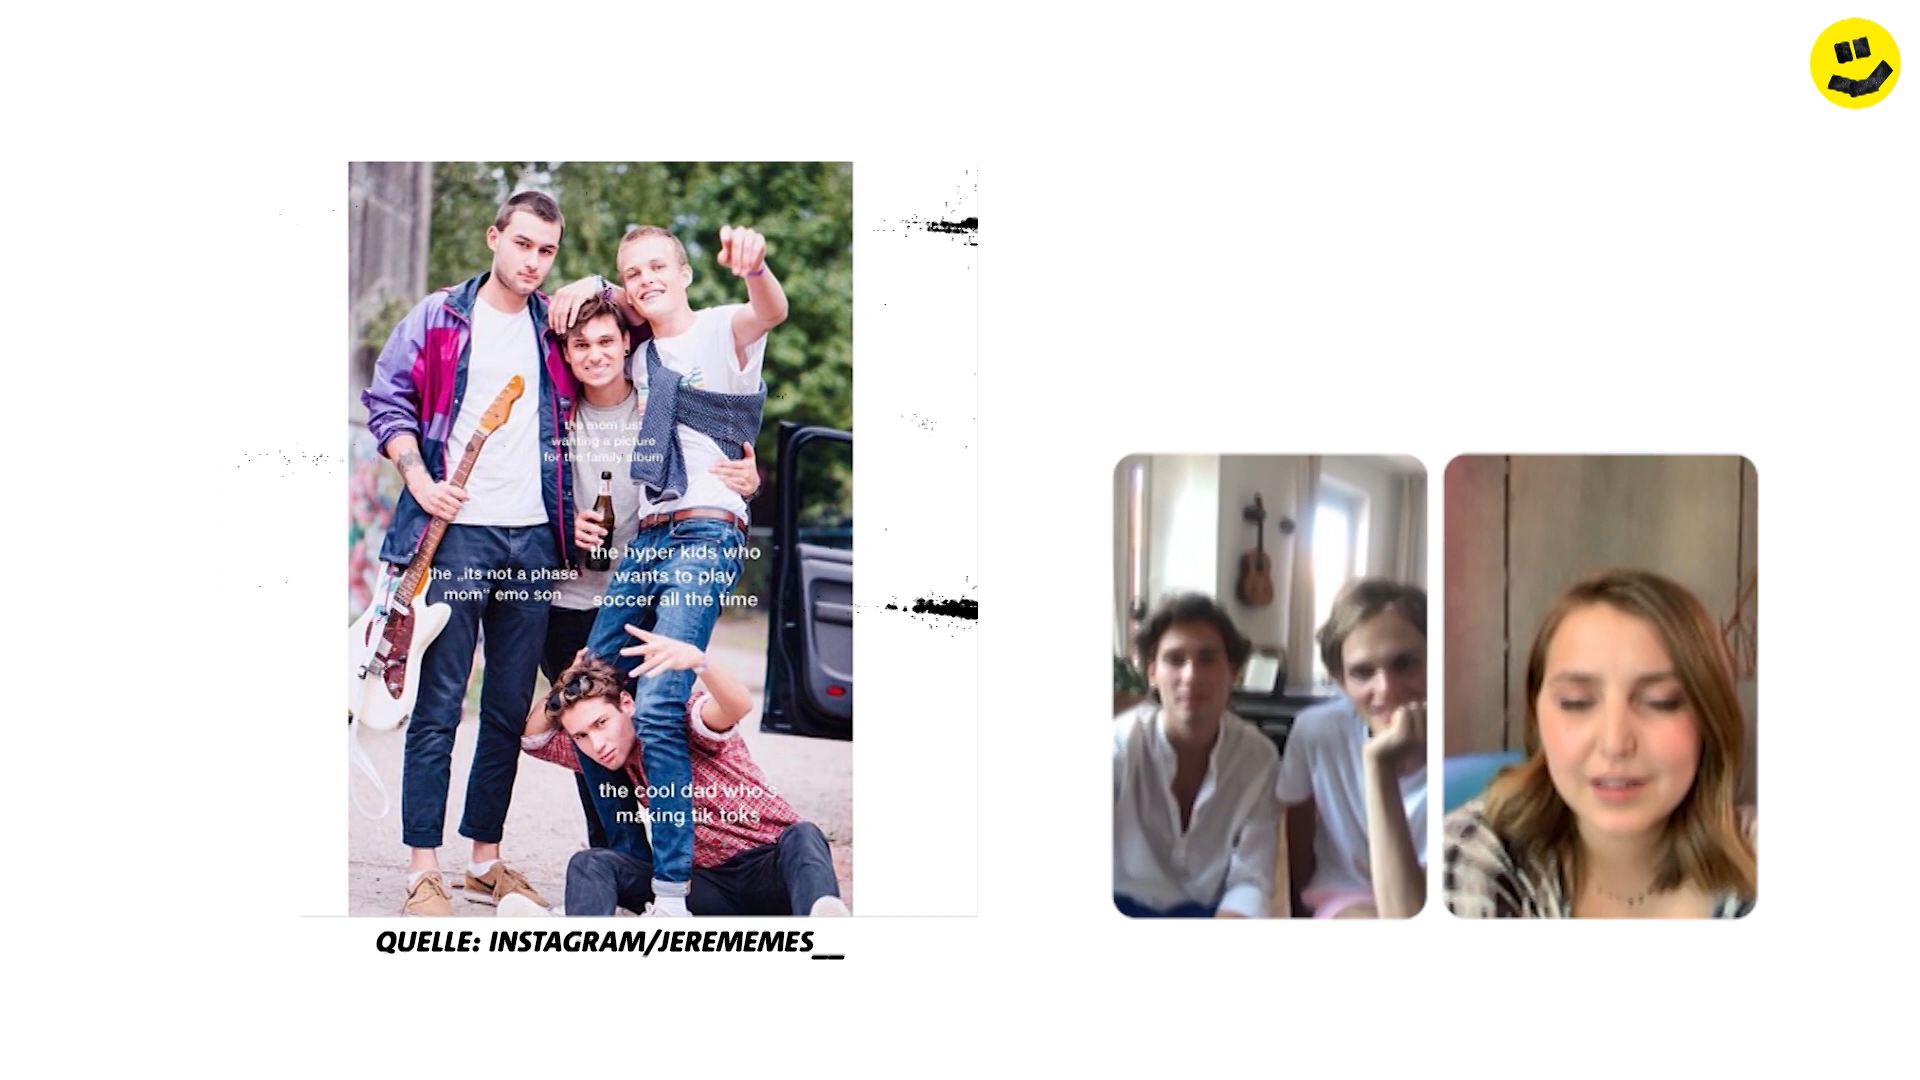 the mom just
wanting a picture
for the family album
the hyper kids who
wants to play
soccer all the time
the „its not a phase
mom" emo son
the cool dad who's
making tik toks
QUELLE: INSTAGRAM/JEREMEMES__